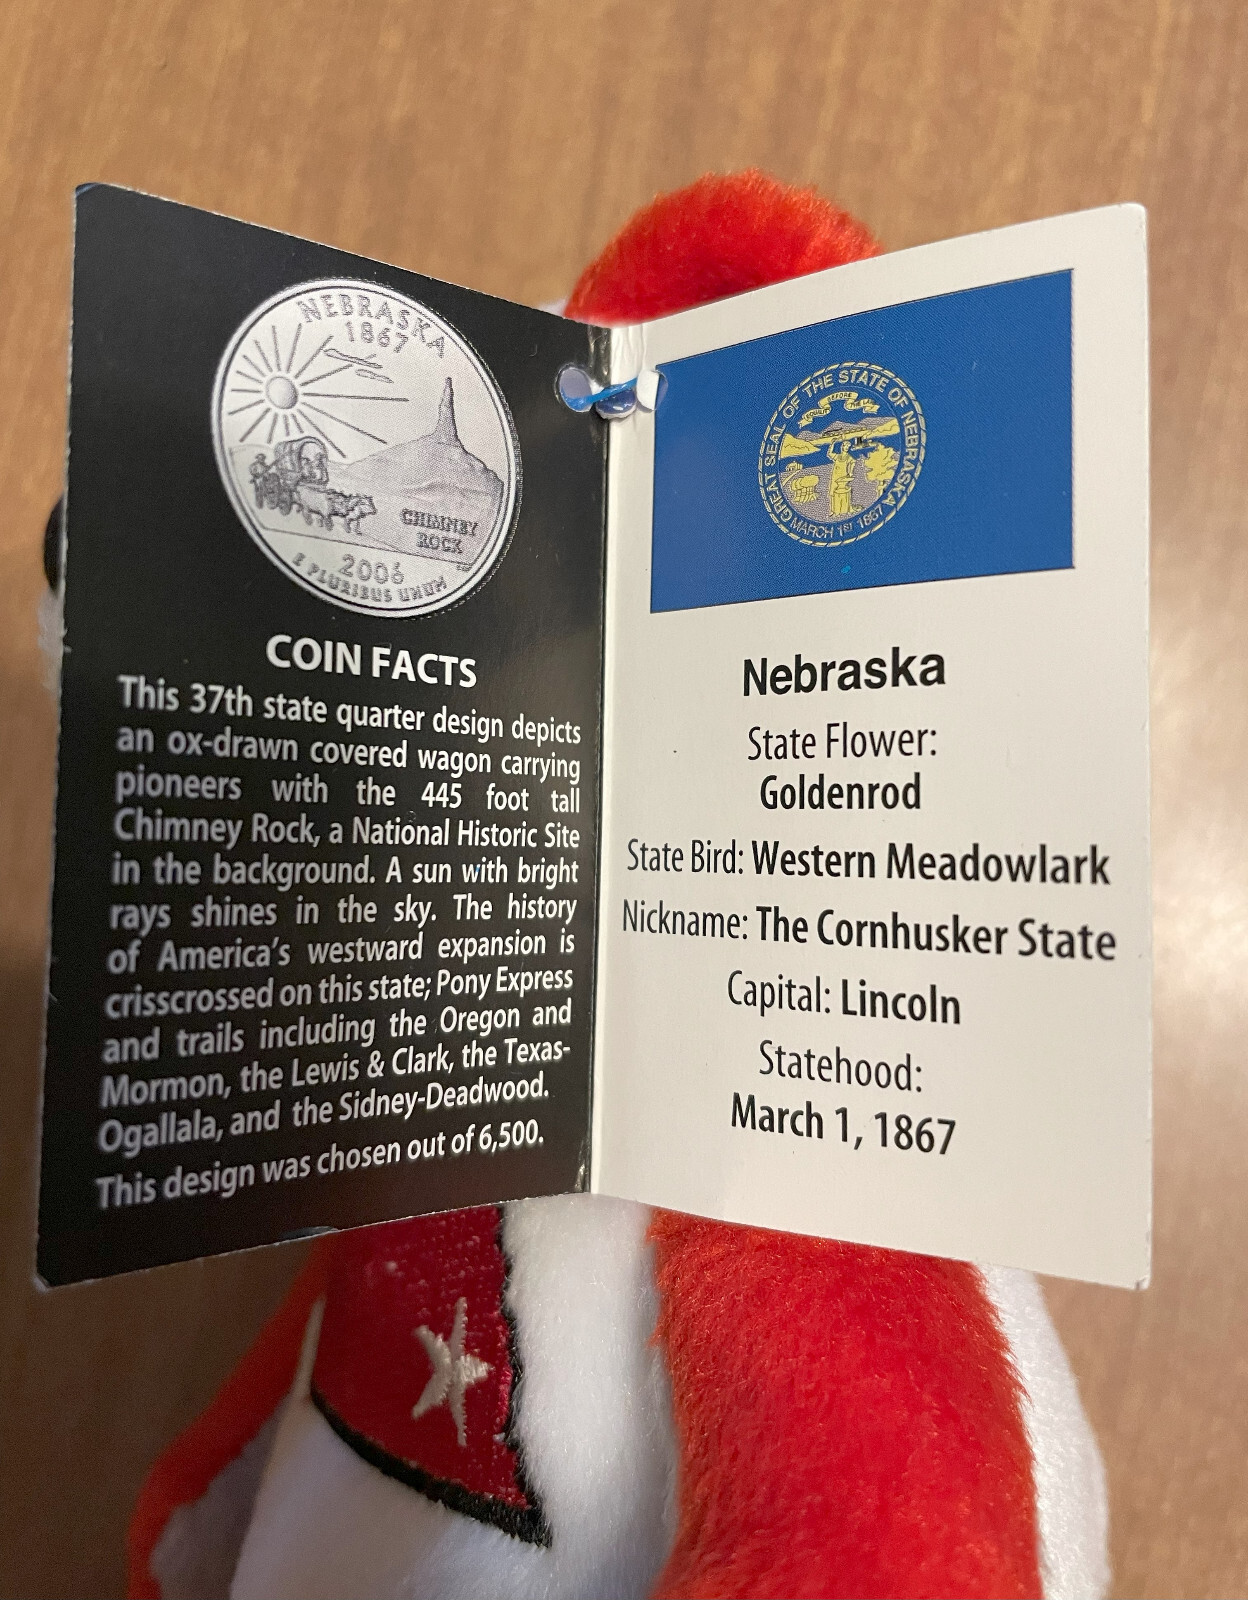 NEBRASKA
1867
CHIMNEY
ROCK
2006
E PLURIBUS UNUM
COIN FACTS
This 37th state quarter design depicts
an ox-drawn covered wagon carrying
pioneers with the 445 foot tall
Chimney Rock, a National Historic Site
in the background. A sun with bright
rays shines in the sky. The history
of America's westward expansion is
crisscrossed on this state; Pony Express
and trails including the Oregon and
Mormon, the Lewis & Clark, the Texas-
Ogallala, and the Sidney-Deadwood.
This design was chosen out of 6,500.
GREAT SEAL OF THE STATE OF NEBRASKA
EQUALITY BEFORE THE LAW
MARCH 1ST 1867
Nebraska
State Flower:
Goldenrod
State Bird: Western Meadowlark
Nickname: The Cornhusker State
Capital: Lincoln
Statehood:
March 1, 1867